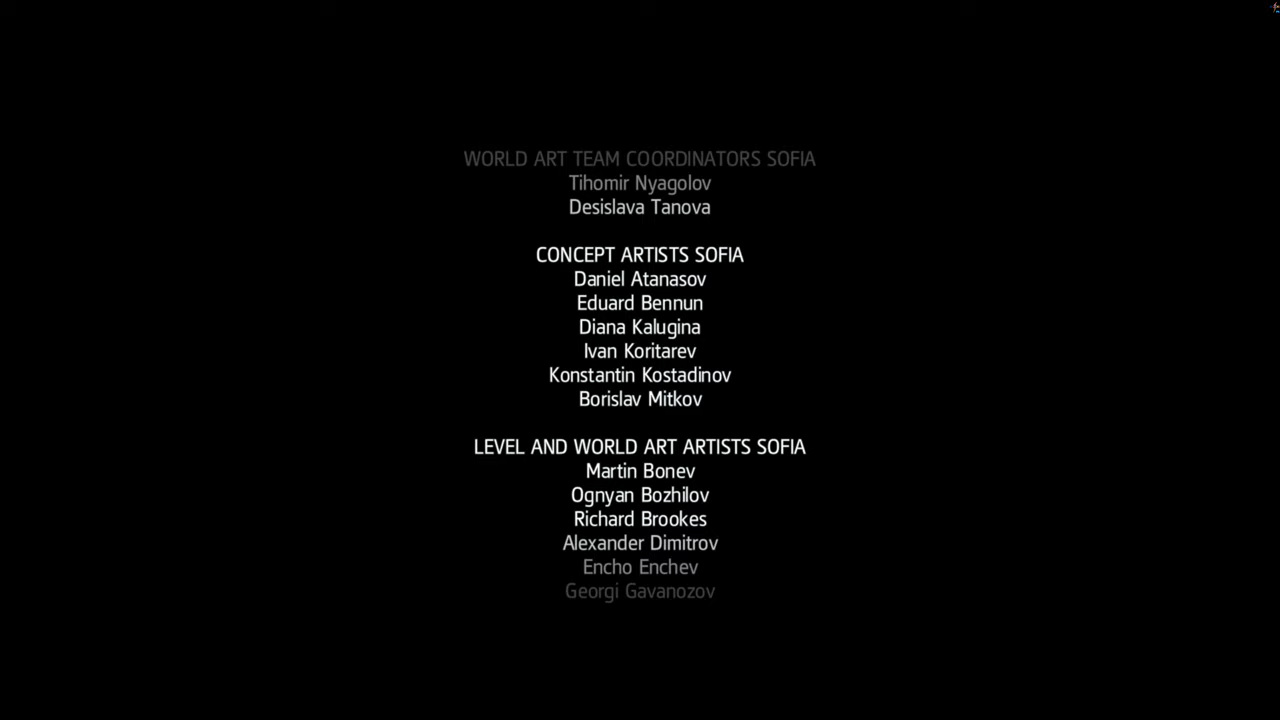 WORLD ART TEAM COORDINATORS SOFIA
Tihomir Nyagolov
Desislava Tanova
CONCEPT ARTISTS SOFIA
Daniel Atanasov
Eduard Bennun
Diana Kalugina
Ivan Koritarev
Konstantin Kostadinov
Borislav Mitkov
LEVEL AND WORLD ART ARTISTS SOFIA
Martin Bonev
Ognyan Bozhilov
Richard Brookes
Alexander Dimitrov
Encho Enchev
Georgi Gavanozov